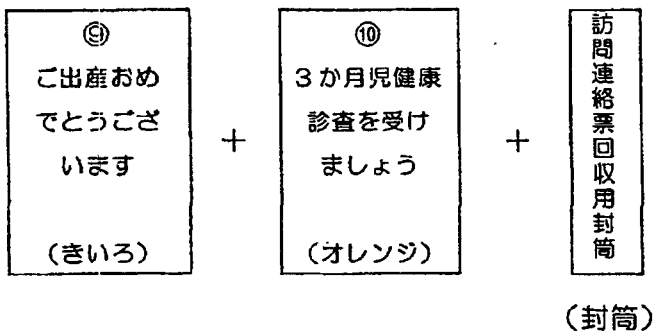 ⑨
ご出産おめ
でとうござ
います
(きいろ)
+
⑩
3か月児健康
診査を受け
ましょう
(オレンジ)
+
訪問連絡票回収用封筒
(封筒)